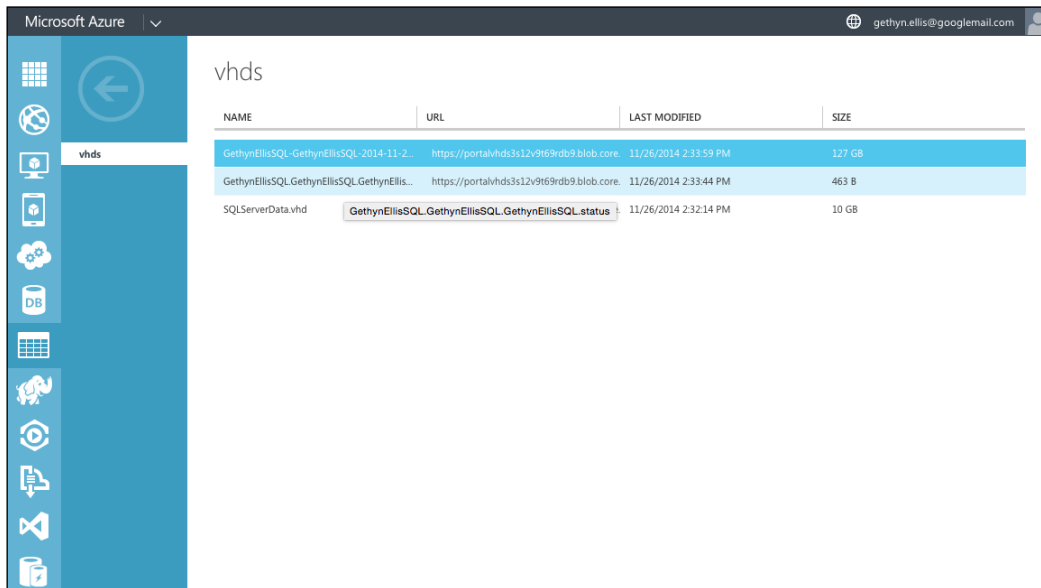 Microsoft Azure
gethyn.ellis@googlemail.com
vhds
NAME URL LAST MODIFIED SIZE
vhds
GethynEllisSQL-GethynEllisSQL-2014-11-2... https://portalvhds3s12v9t69rdb9.blob.core. 11/26/2014 2:33:59 PM 127 GB
GethynEllisSQL.GethynEllisSQL.GethynEllis... https://portalvhds3s12v9t69rdb9.blob.core. 11/26/2014 2:33:44 PM 463 B
SQLServerData.vhd GethynEllisSQL.GethynEllisSQL.GethynEllisSQL.status 11/26/2014 2:32:14 PM 10 GB
DB